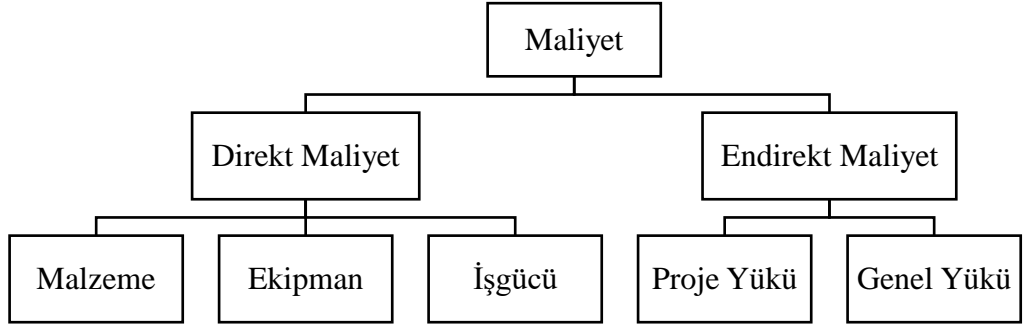 Maliyet
Direkt Maliyet
Endirekt Maliyet
Malzeme
Ekipman
İşgücü
Proje Yükü
Genel Yükü